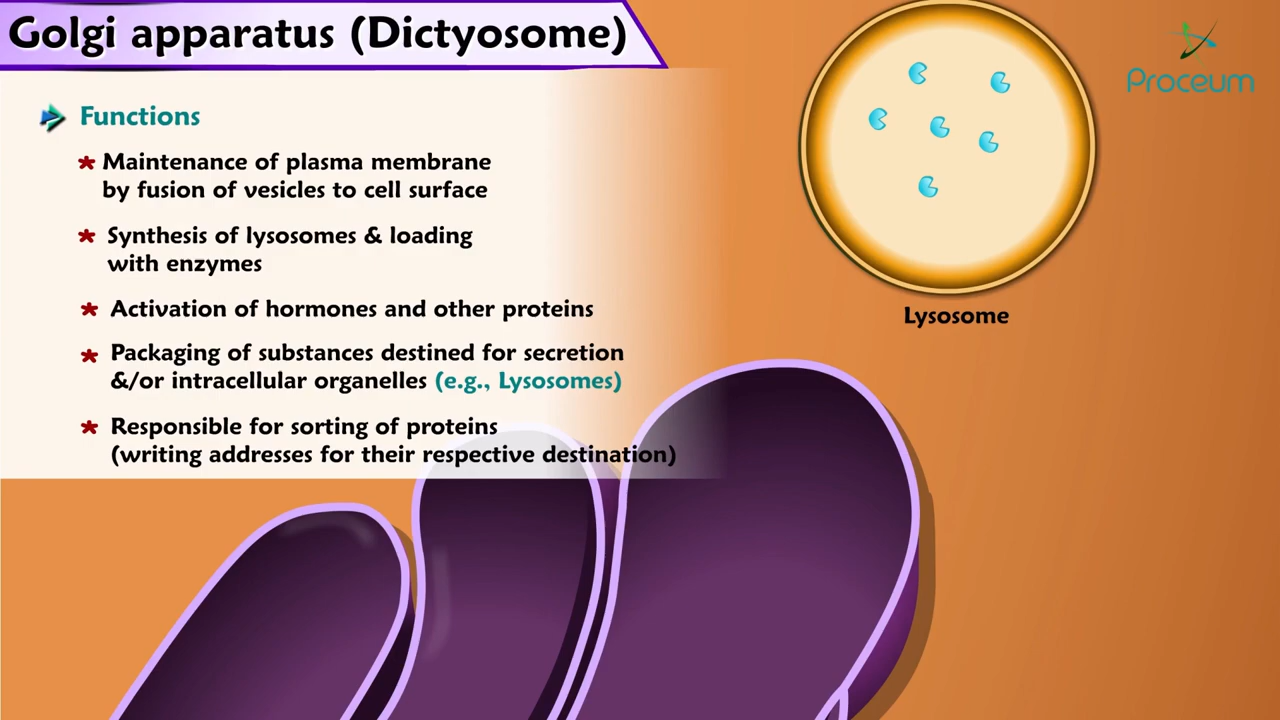 Golgi apparatus (Dictyosome)
Proceum
Functions
Maintenance of plasma membrane
by fusion of vesicles to cell surface
Synthesis of lysosomes & loading
with enzymes
Activation of hormones and other proteins
Packaging of substances destined for secretion
&/or intracellular organelles (e.g., Lysosomes)
Responsible for sorting of proteins
(writing addresses for their respective destination)
Lysosome